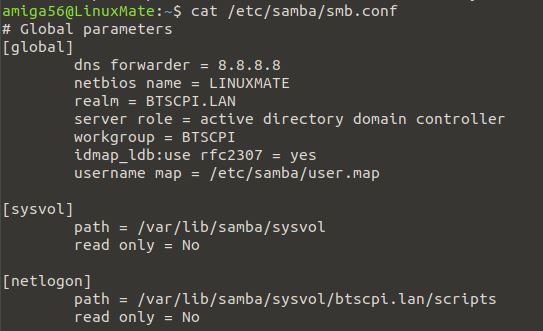 amiga56@LinuxMate:~$ cat /etc/samba/smb.conf
# Global parameters
[global]
        dns forwarder = 8.8.8.8
        netbios name = LINUXMATE
        realm = BTSCPI.LAN
        server role = active directory domain controller
        workgroup = BTSCPI
        idmap_ldb:use rfc2307 = yes
        username map = /etc/samba/user.map

[sysvol]
        path = /var/lib/samba/sysvol
        read only = No

[netlogon]
        path = /var/lib/samba/sysvol/btscpi.lan/scripts
        read only = No